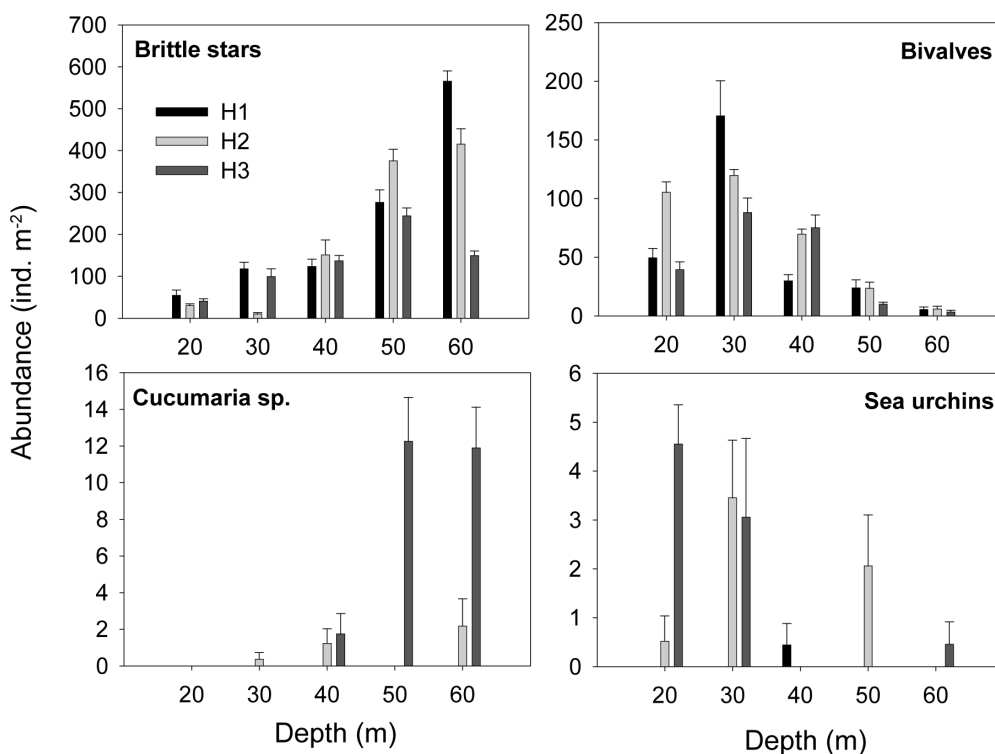 Abundance (ind. m-2)
Brittle stars
H1
H2
H3
700
600
500
400
300
200
100
0
20 30 40 50 60
Bivalves
250
200
150
100
50
0
20 30 40 50 60
Cucumaria sp.
16
14
12
10
8
6
4
2
0
20 30 40 50 60
Depth (m)
Sea urchins
6
5
4
3
2
1
0
20 30 40 50 60
Depth (m)